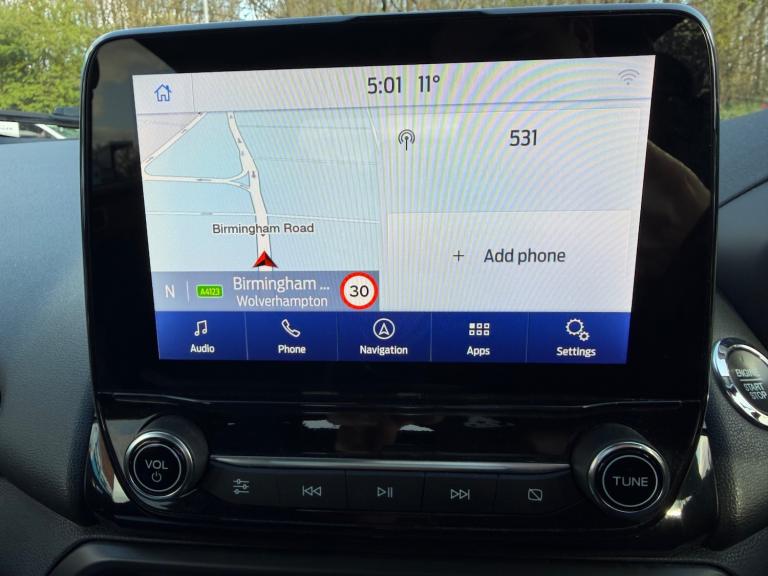 5:01 11°
531
Birmingham Road
+ Add phone
N A4123 Birmingham ...
Wolverhampton
30
Audio Phone Navigation Apps Settings
ENGINE
START
STOP
VOL
TUNE